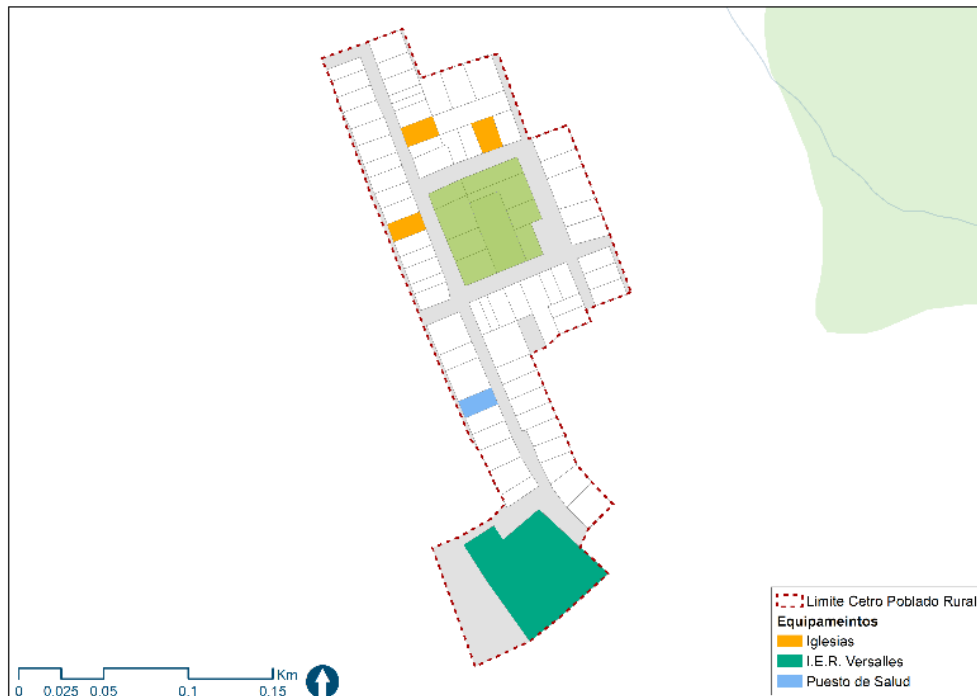 Limite Cetro Poblado Rural
Equipameintos
Iglesias
I.E.R. Versalles
Puesto de Salud
Km
0 0.025 0.05 0.1 0.15